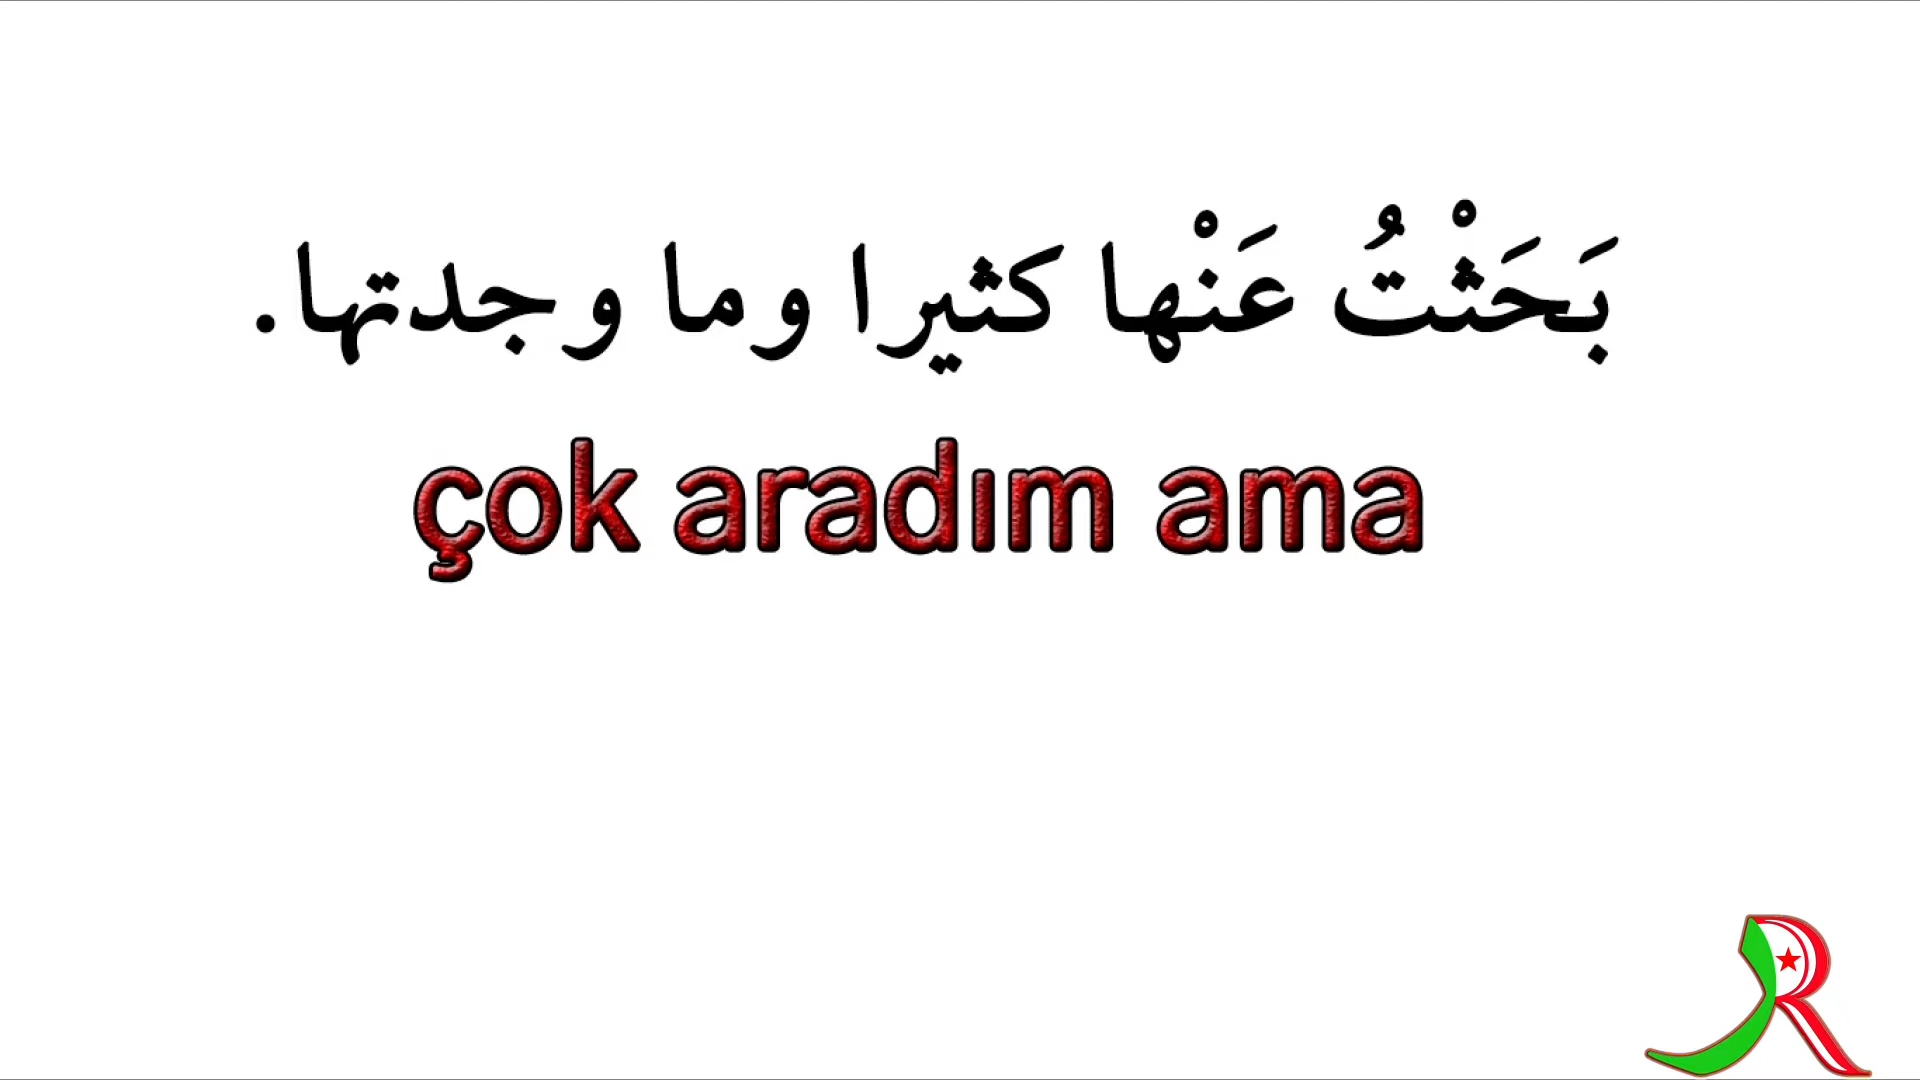 بَحَثْتُ عَنْها كثيرا وما وجدتها.
çok aradım ama